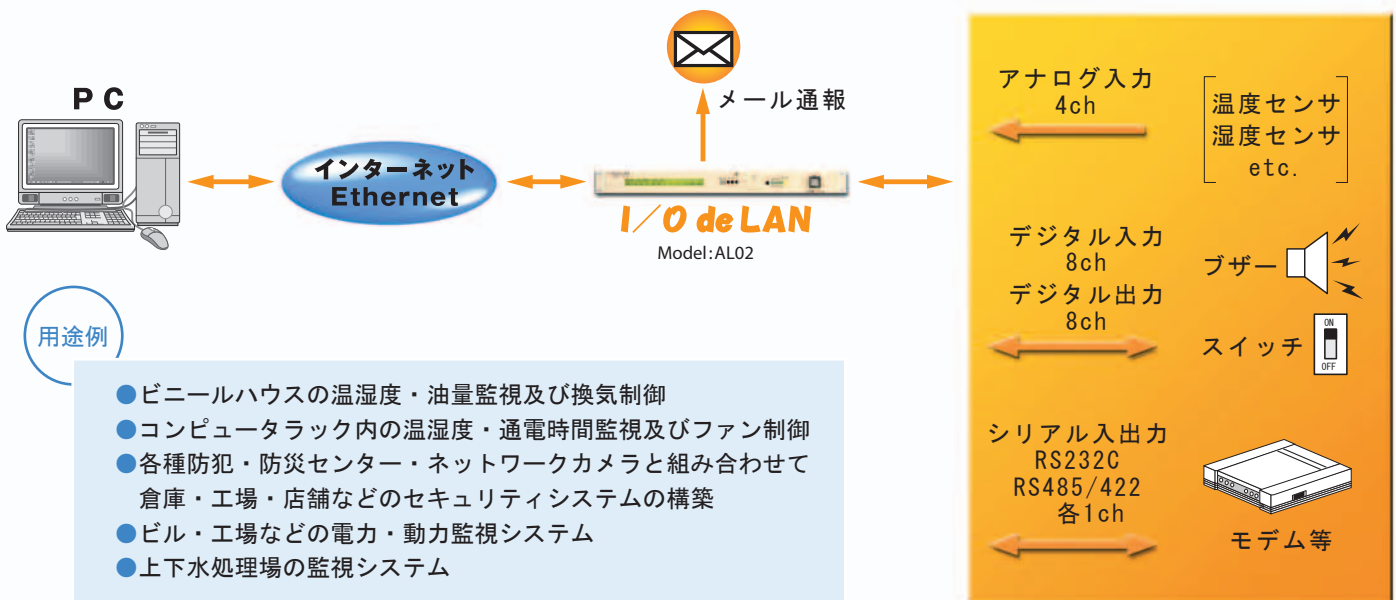 PC
インターネット
Ethernet
メール通報
I/O de LAN
Model:AL02
アナログ入力
4ch
温度センサ
湿度センサ
etc.
デジタル入力
8ch
デジタル出力
8ch
ブザー
スイッチ
ON
OFF
シリアル入出力
RS232C
RS485/422
各1ch
モデム等
用途例
●ビニールハウスの温湿度・油量監視及び換気制御
●コンピュータラック内の温湿度・通電時間監視及びファン制御
●各種防犯・防災センター・ネットワークカメラと組み合わせて
倉庫・工場・店舗などのセキュリティシステムの構築
●ビル・工場などの電力・動力監視システム
●上下水処理場の監視システム